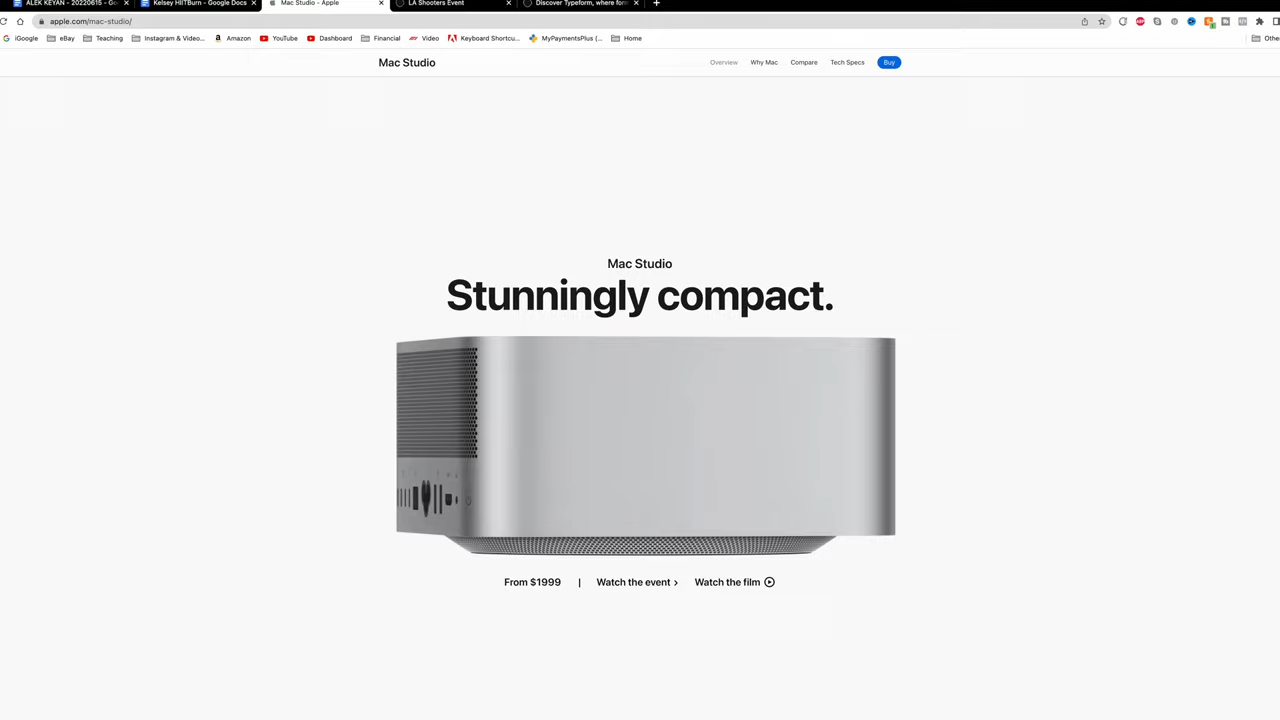 ALEK KEYAN - 20220615 - Go
Kelsey HIITBurn - Google Docs
Mac Studio - Apple
LA Shooters Event
Discover Typeform, where for
apple.com/mac-studio/
iGoogle
eBay
Teaching
Instagram & Video...
Amazon
YouTube
Dashboard
Financial
Video
Keyboard Shortcu...
MyPaymentsPlus (...
Home
Othe
Mac Studio
Overview
Why Mac
Compare
Tech Specs
Buy
Mac Studio
Stunningly compact.
From $1999 | Watch the event > Watch the film